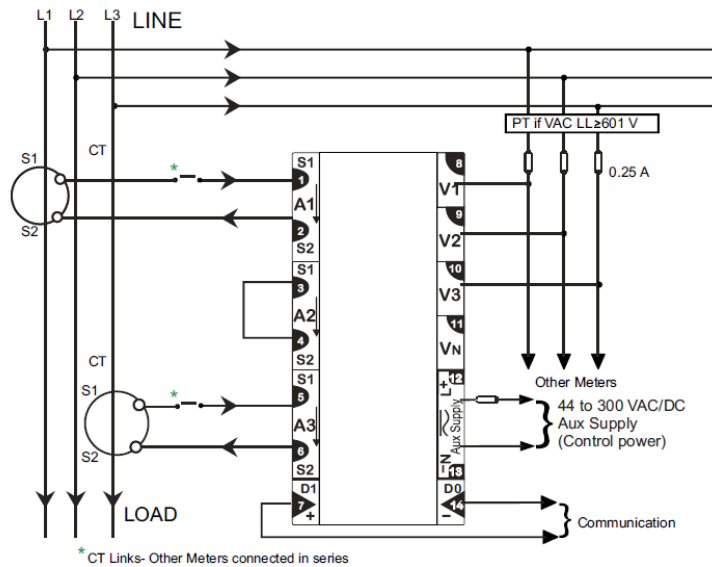 L1 L2 L3 LINE
PT if VAC LL≥601 V
0.25 A
CT
S1
S2
S1
1
A1
2
S2
S1
3
A2
4
S2
CT
S1
S2
S1
5
A3
6
S2
D1
7
+
8
V1
9
V2
10
V3
11
VN
12
L+
Aux Supply
–N
13
D0
14
–
Other Meters
44 to 300 VAC/DC
Aux Supply
(Control power)
Communication
LOAD
* CT Links- Other Meters connected in series
*
*